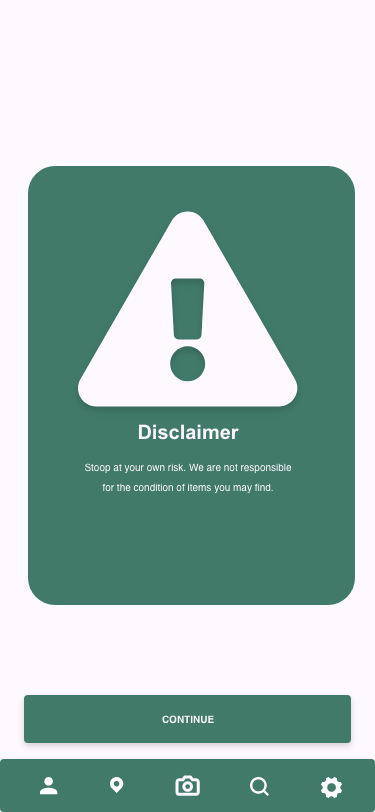 Disclaimer
Stoop at your own risk. We are not responsible
for the condition of items you may find.
CONTINUE